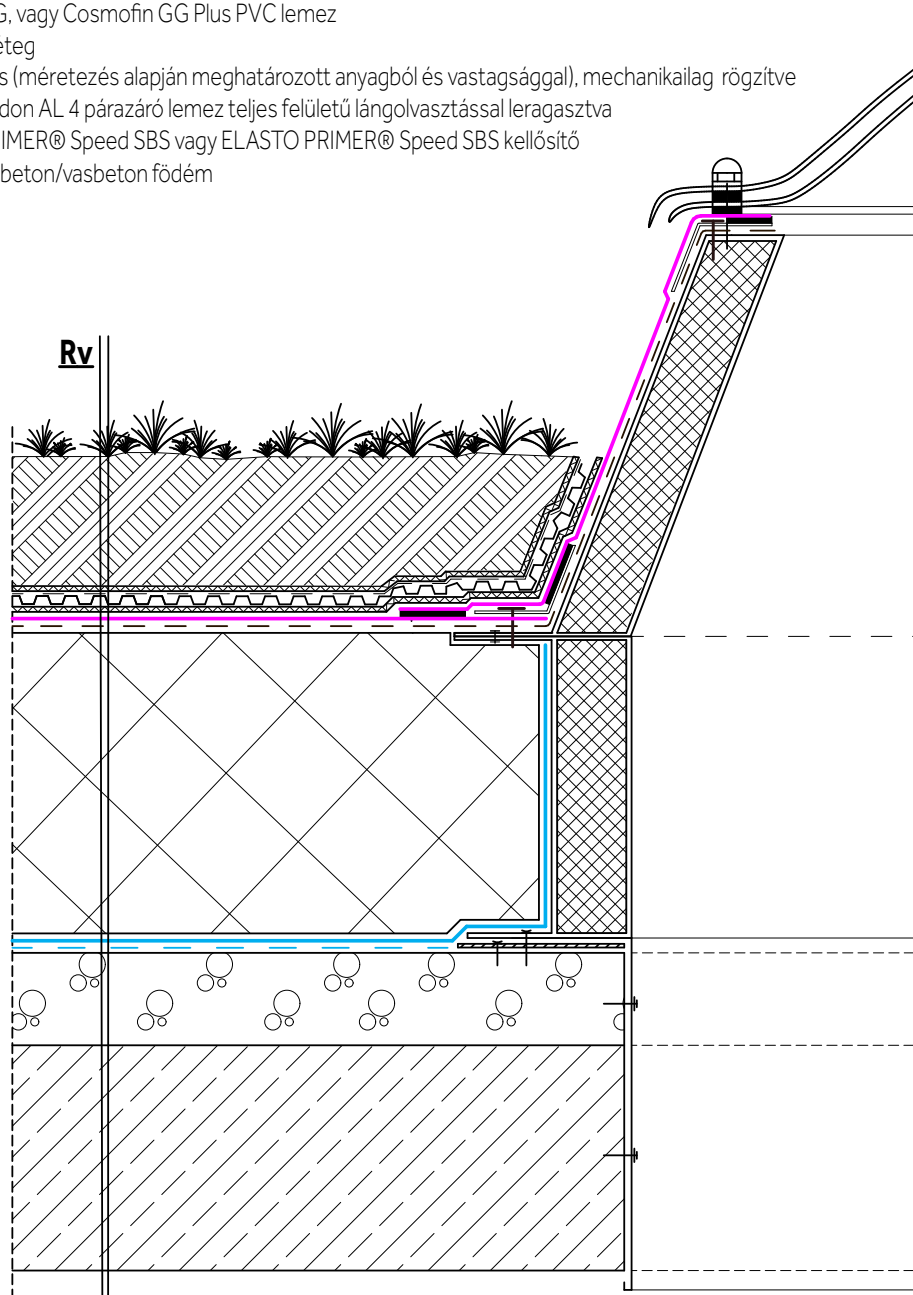 G, vagy Cosmofin GG Plus PVC lemez
éteg
s (méretezés alapján meghatározott anyagból és vastagsággal), mechanikailag rögzítve
don AL 4 párazáró lemez teljes felületű lángolvasztással leragasztva
IMER® Speed SBS vagy ELASTO PRIMER® Speed SBS kellősítő
beton/vasbeton födém
Rv